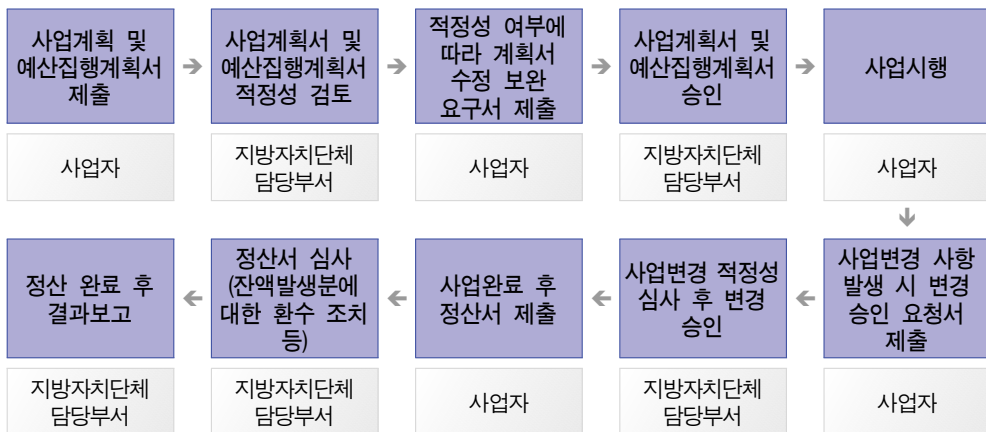 사업계획 및
예산집행계획서
제출
사업계획서 및
예산집행계획서
적정성 검토
적정성 여부에
따라 계획서
수정 보완
요구서 제출
사업계획서 및
예산집행계획서
승인
사업시행
사업자
지방자치단체
담당부서
사업자
지방자치단체
담당부서
사업자
정산 완료 후
결과보고
정산서 심사
(잔액발생분에
대한 환수 조치
등)
사업완료 후
정산서 제출
사업변경 적정성
심사 후 변경
승인
사업변경 사항
발생 시 변경
승인 요청서
제출
지방자치단체
담당부서
지방자치단체
담당부서
사업자
지방자치단체
담당부서
사업자